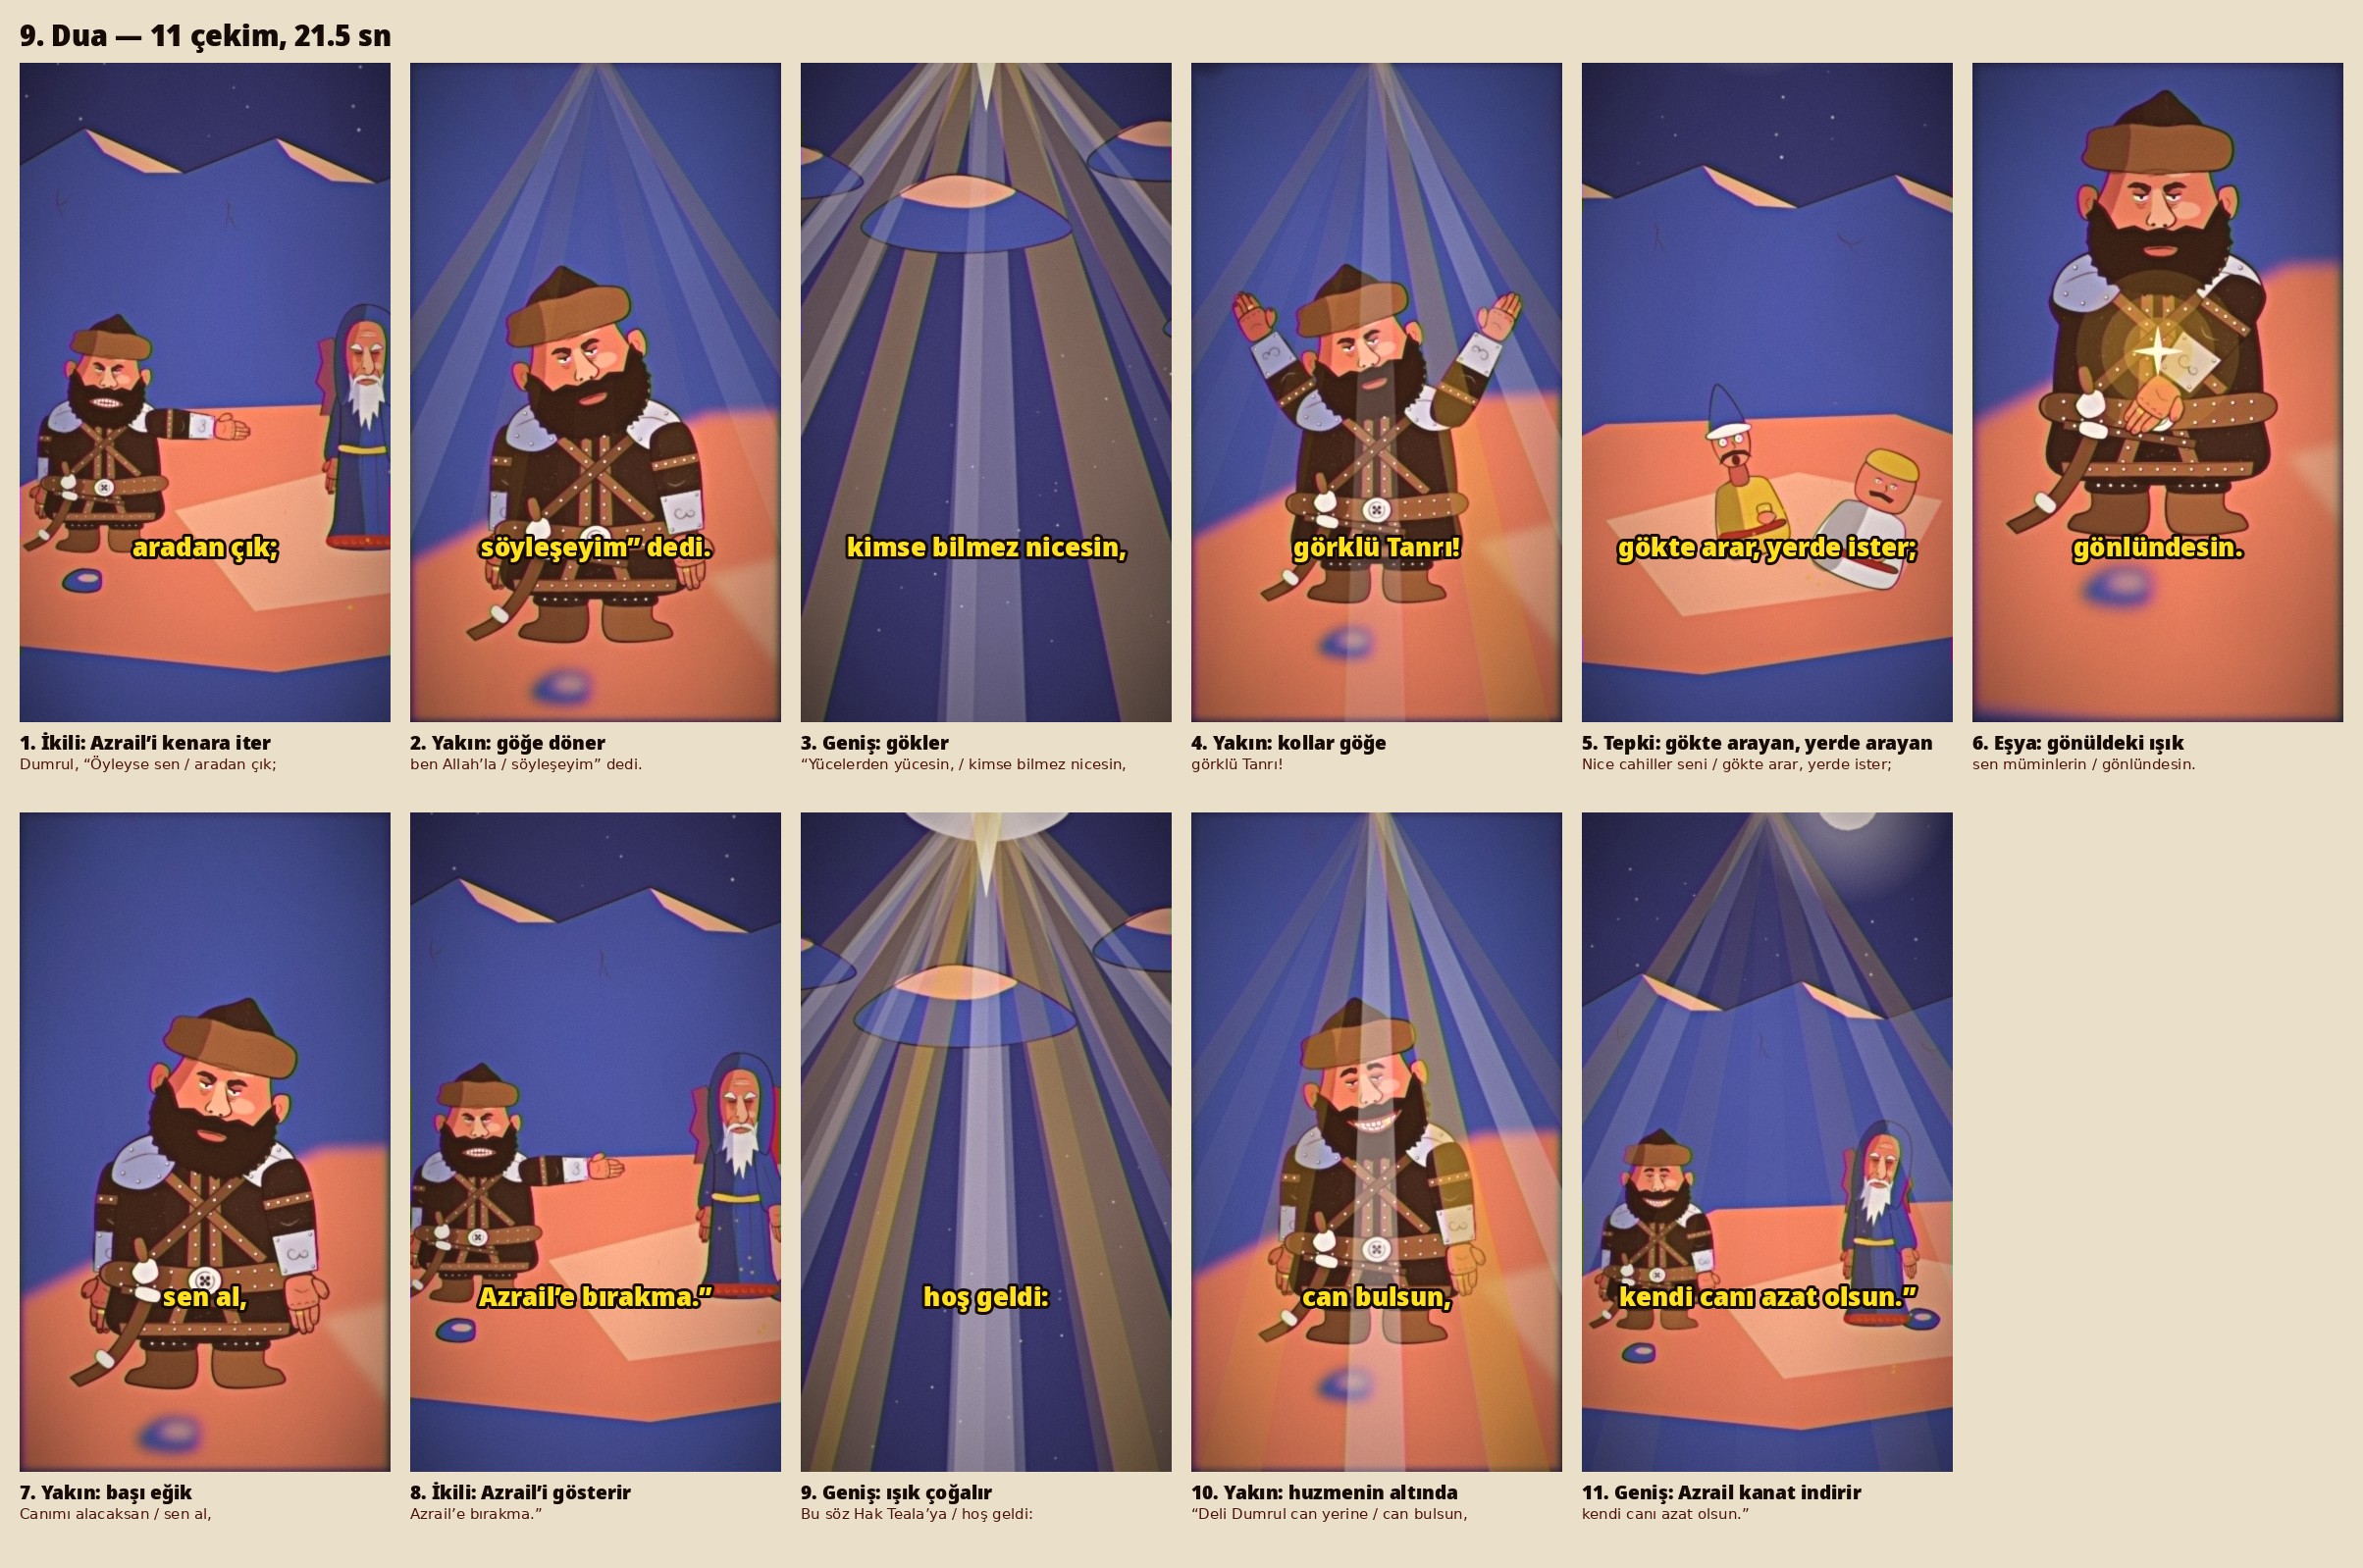 9. Dua — 11 çekim, 21.5 sn
aradan çık;
söyleşeyim” dedi.
kimse bilmez nicesin,
görklü Tanrı!
gökte arar, yerde ister;
gönlündesin.
1. İkili: Azrail’i kenara iter
Dumrul, “Öyleyse sen / aradan çık;
2. Yakın: göğe döner
ben Allah’la / söyleşeyim” dedi.
3. Geniş: gökler
“Yücelerden yücesin, / kimse bilmez nicesin,
4. Yakın: kollar göğe
görklü Tanrı!
5. Tepki: gökte arayan, yerde arayan
Nice cahiller seni / gökte arar, yerde ister;
6. Eşya: gönüldeki ışık
sen müminlerin / gönlündesin.
sen al,
Azrail’e bırakma.”
hoş geldi:
can bulsun,
kendi canı azat olsun.”
7. Yakın: başı eğik
Canımı alacaksan / sen al,
8. İkili: Azrail’i gösterir
Azrail’e bırakma.”
9. Geniş: ışık çoğalır
Bu söz Hak Teala’ya / hoş geldi:
10. Yakın: huzmenin altında
“Deli Dumrul can yerine / can bulsun,
11. Geniş: Azrail kanat indirir
kendi canı azat olsun.”